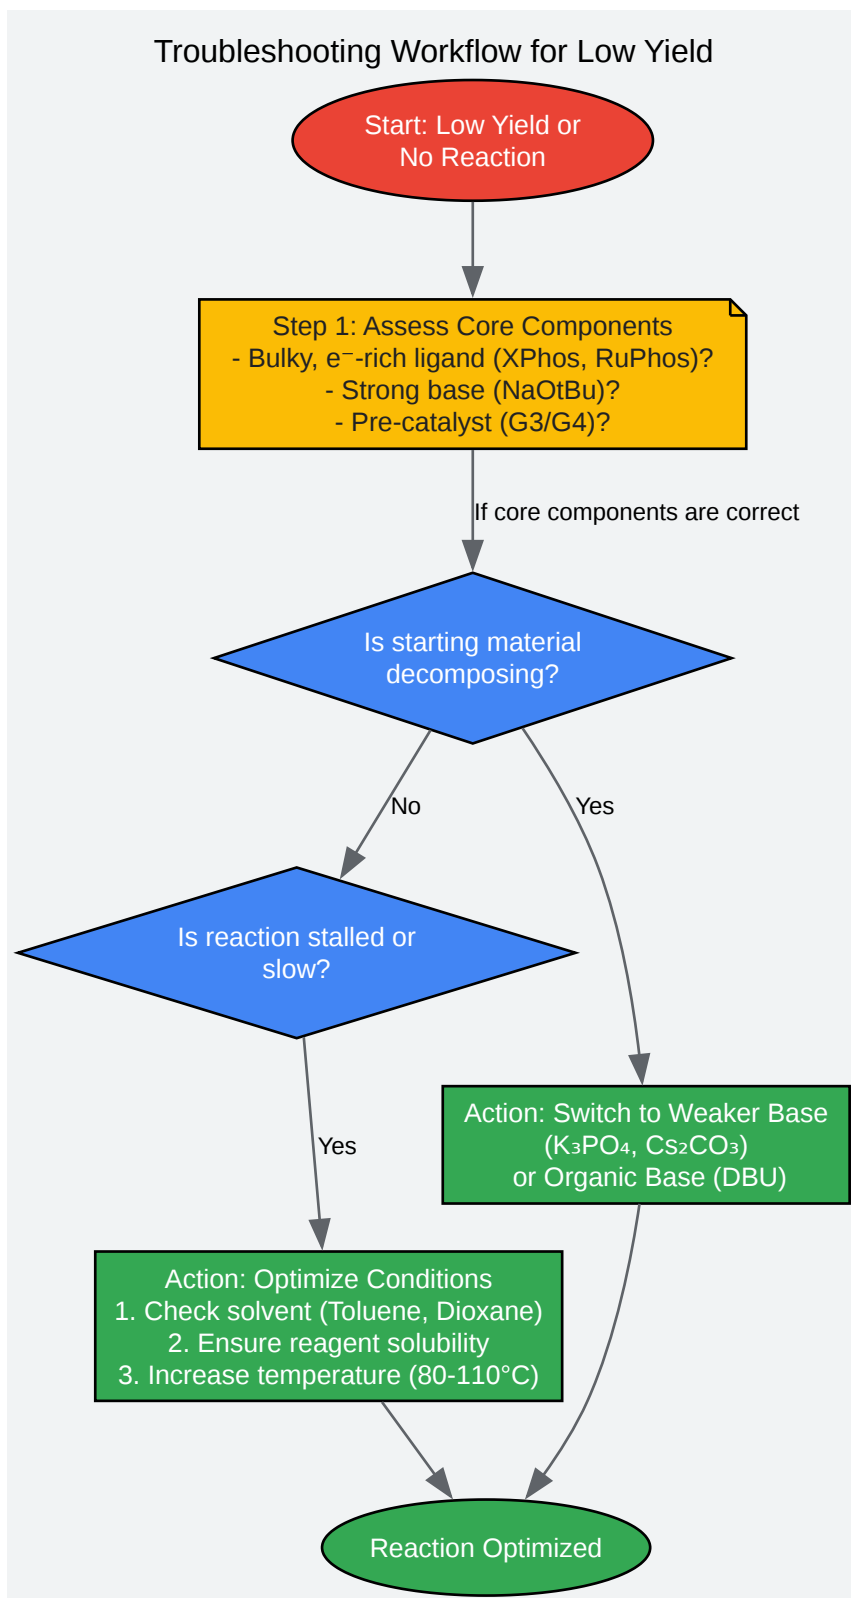 Troubleshooting Workflow for Low Yield
Start: Low Yield or
No Reaction
Step 1: Assess Core Components
- Bulky, e⁻-rich ligand (XPhos, RuPhos)?
- Strong base (NaOtBu)?
- Pre-catalyst (G3/G4)?
If core components are correct
Is starting material
decomposing?
No
Yes
Is reaction stalled or
slow?
Yes
Action: Switch to Weaker Base
(K₃PO₄, Cs₂CO₃)
or Organic Base (DBU)
Action: Optimize Conditions
1. Check solvent (Toluene, Dioxane)
2. Ensure reagent solubility
3. Increase temperature (80-110°C)
Reaction Optimized